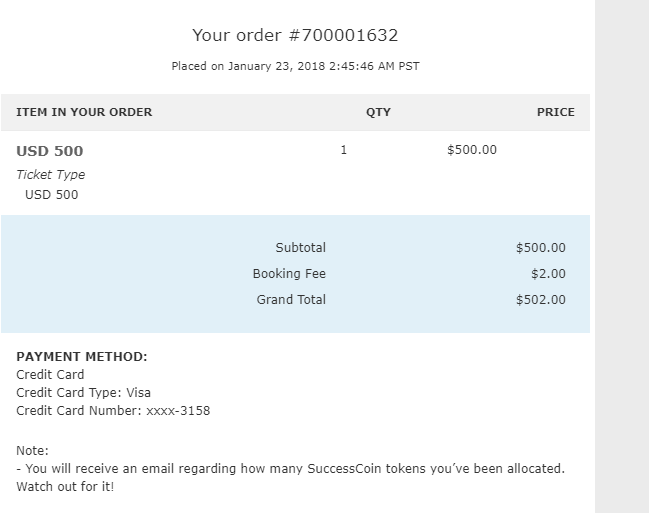 Your order #700001632
Placed on January 23, 2018 2:45:46 AM PST
ITEM IN YOUR ORDER QTY PRICE
USD 500 1 $500.00
Ticket Type
USD 500
Subtotal $500.00
Booking Fee $2.00
Grand Total $502.00
PAYMENT METHOD:
Credit Card
Credit Card Type: Visa
Credit Card Number: xxxx-3158
Note:
- You will receive an email regarding how many SuccessCoin tokens you’ve been allocated.
Watch out for it!